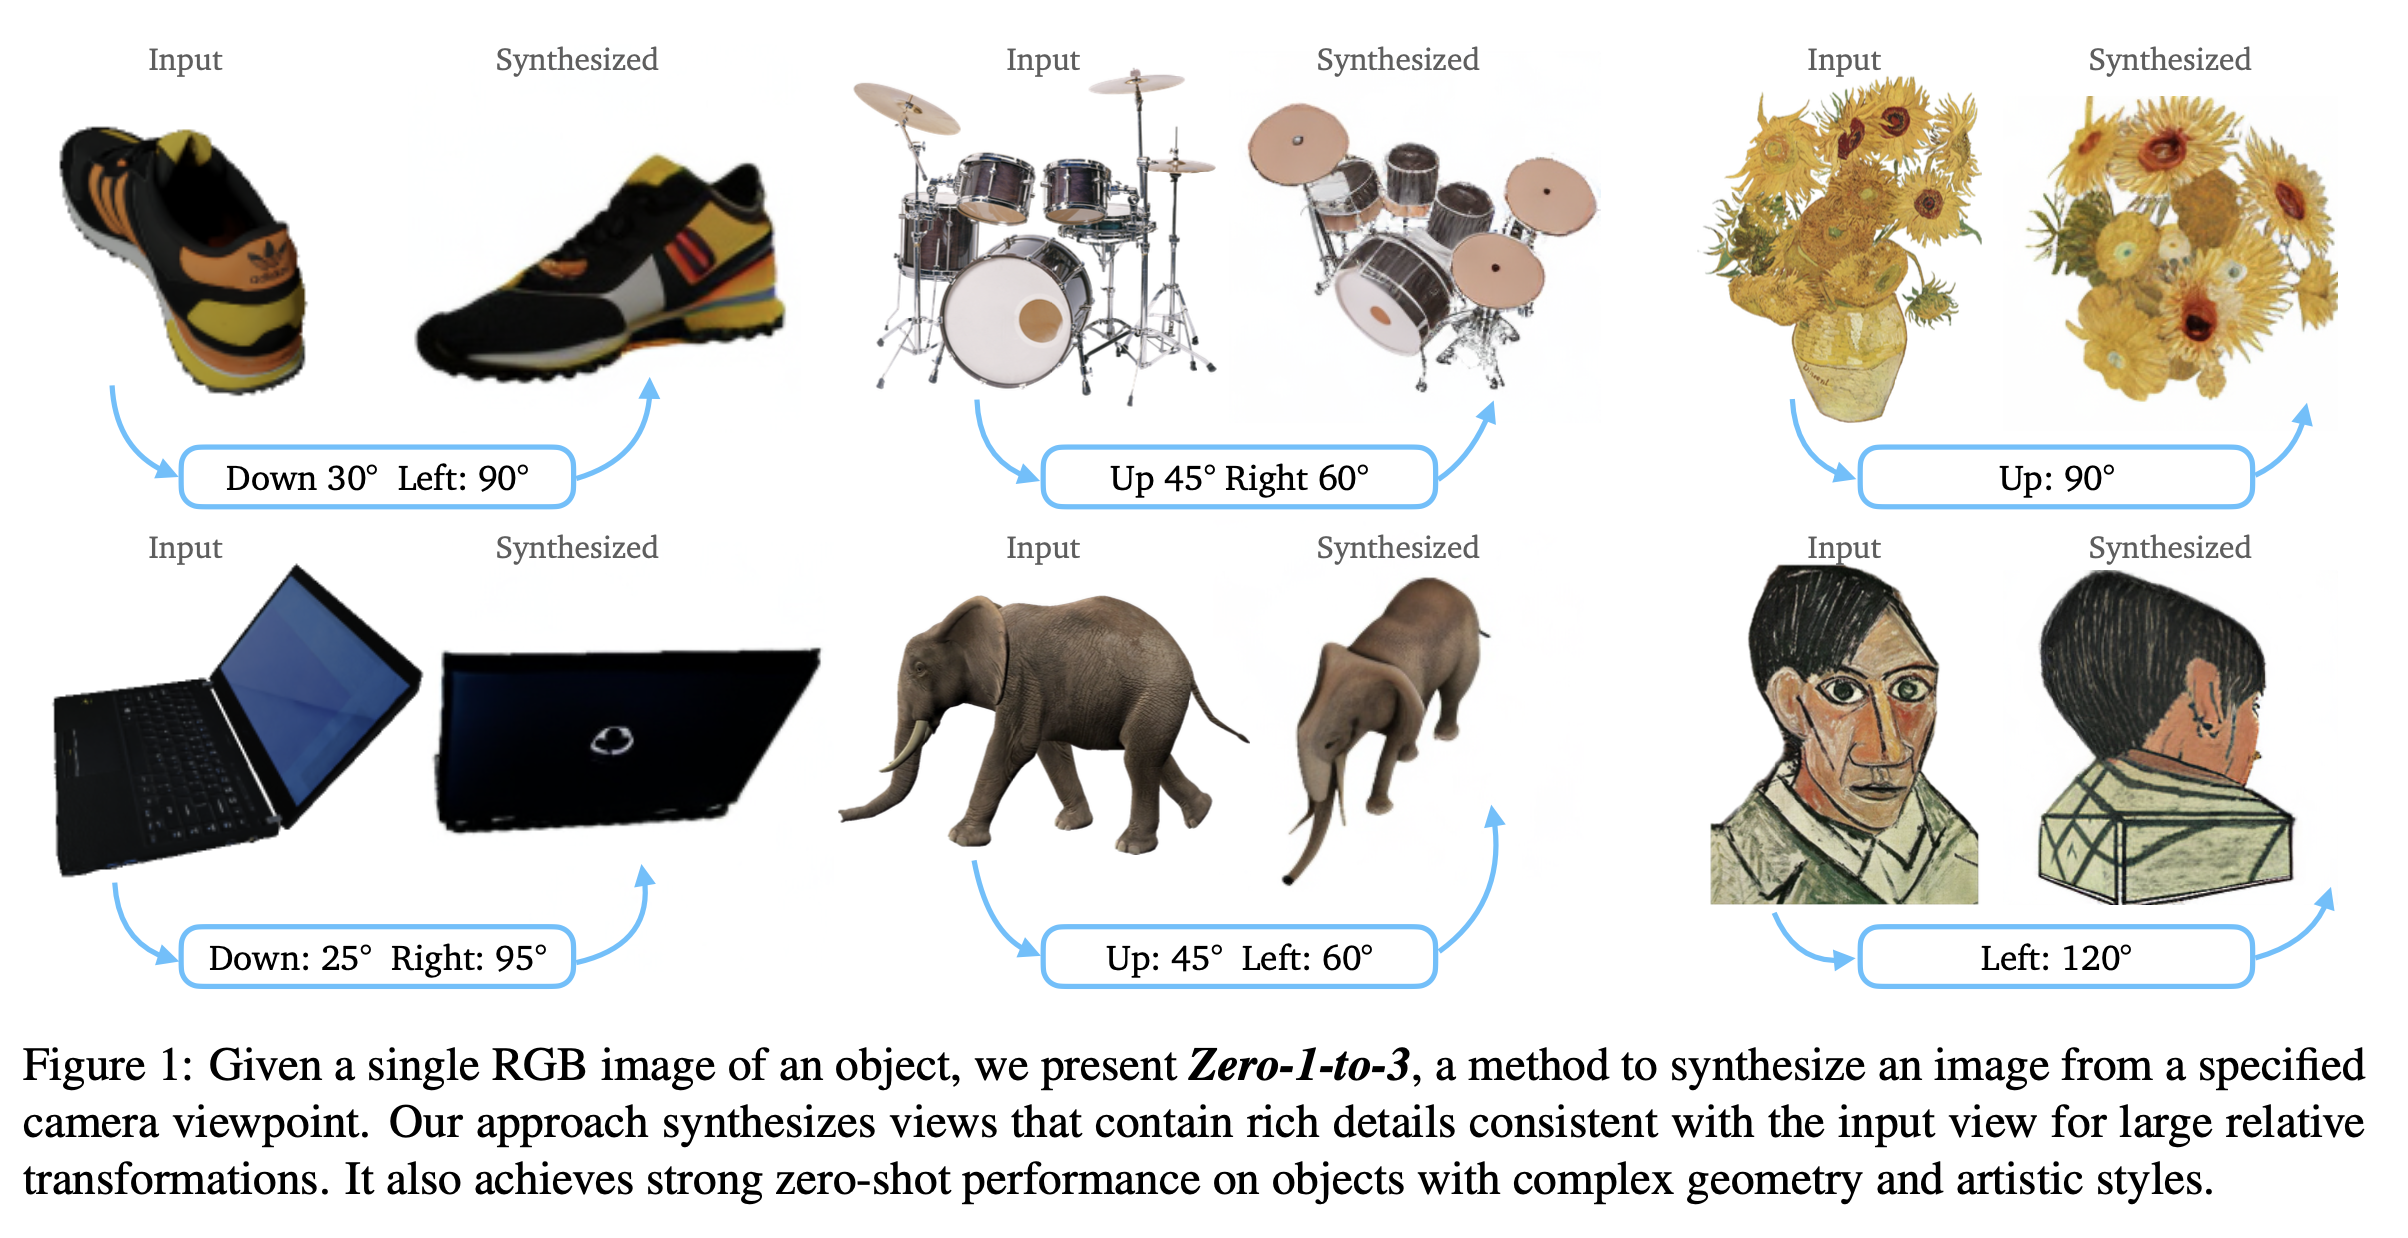 Input
Synthesized
Input
Synthesized
Input
Synthesized
adidas
Vincent
Down 30° Left: 90°
Up 45° Right 60°
Up: 90°
Input
Synthesized
Input
Synthesized
Input
Synthesized
Down: 25° Right: 95°
Up: 45° Left: 60°
Left: 120°
Figure 1: Given a single RGB image of an object, we present Zero-1-to-3, a method to synthesize an image from a specified
camera viewpoint. Our approach synthesizes views that contain rich details consistent with the input view for large relative
transformations. It also achieves strong zero-shot performance on objects with complex geometry and artistic styles.